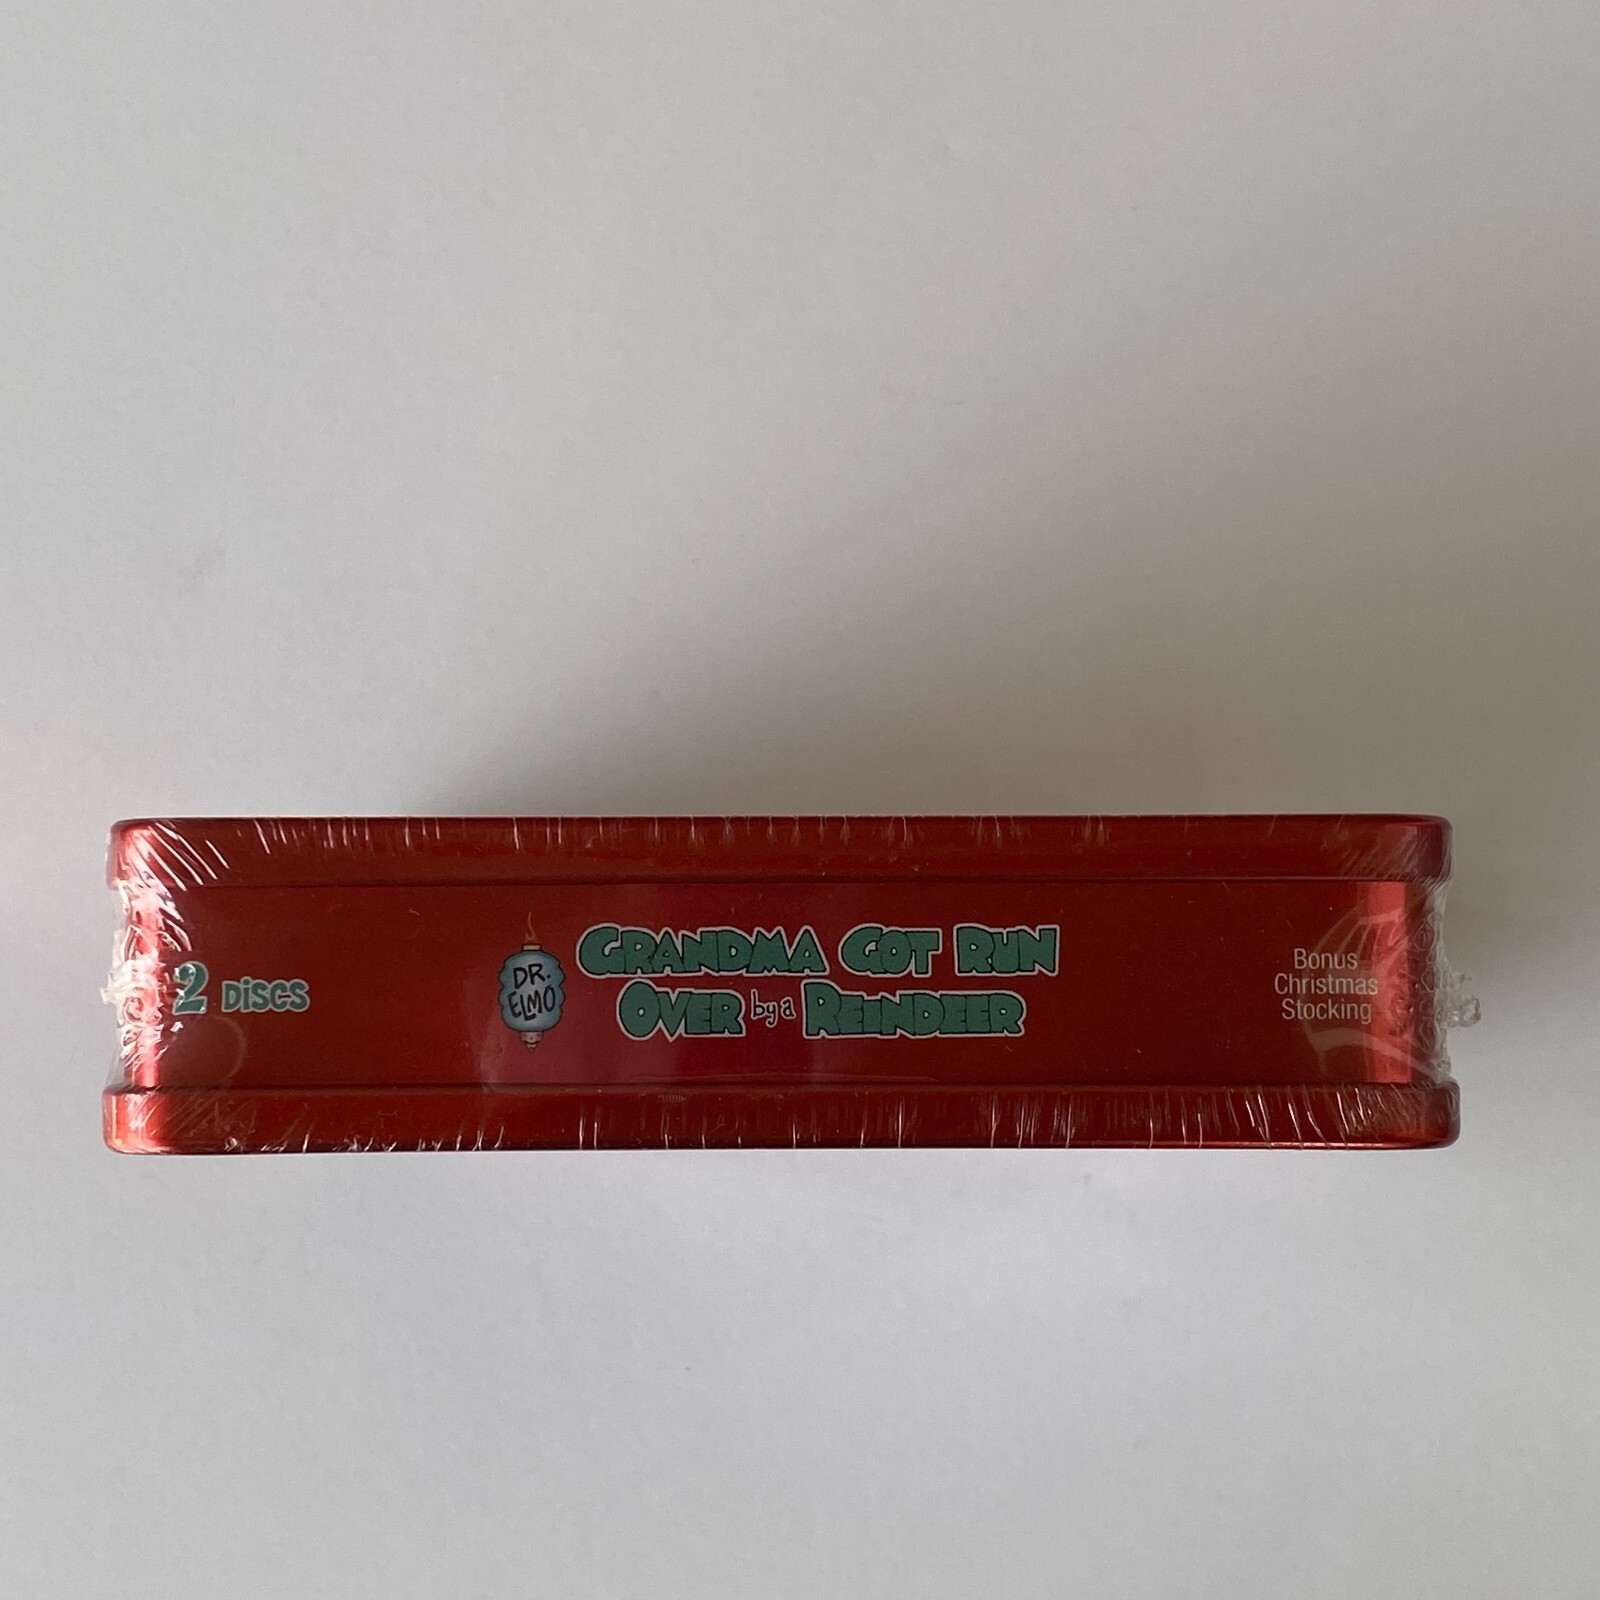 2 DiSCS
DR.
ELMO
GRANDMA GOT RUN
OVER by a REINDEER
Bonus
Christmas
Stocking